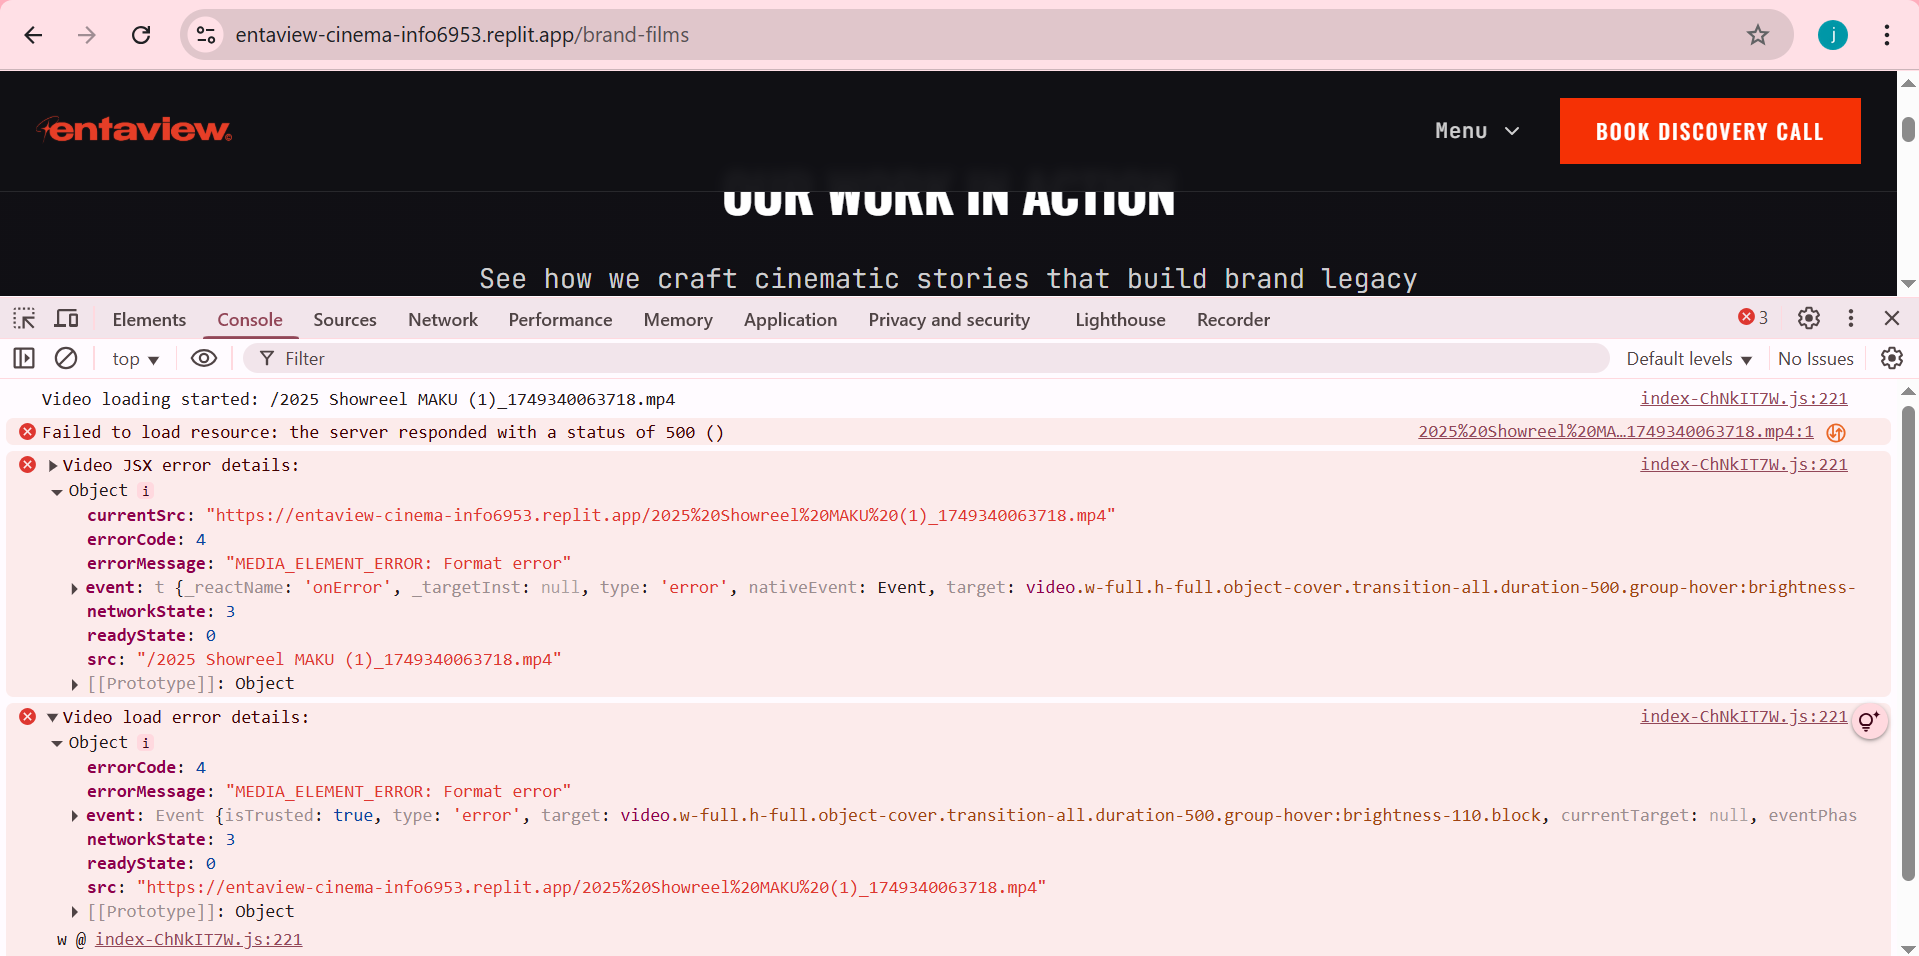 entaview-cinema-info6953.replit.app/brand-films
j
entaview.
Menu
BOOK DISCOVERY CALL
OUR WORK IN ACTION
See how we craft cinematic stories that build brand legacy
Elements Console Sources Network Performance Memory Application Privacy and security Lighthouse Recorder 3
top Filter Default levels No Issues
Video loading started: /2025 Showreel MAKU (1)_1749340063718.mp4 index-ChNkIT7W.js:221
Failed to load resource: the server responded with a status of 500 () 2025%20Showreel%20MA…1749340063718.mp4:1
Video JSX error details: index-ChNkIT7W.js:221
Object i
currentSrc: "https://entaview-cinema-info6953.replit.app/2025%20Showreel%20MAKU%20(1)_1749340063718.mp4"
errorCode: 4
errorMessage: "MEDIA_ELEMENT_ERROR: Format error"
event: t {_reactName: 'onError', _targetInst: null, type: 'error', nativeEvent: Event, target: video.w-full.h-full.object-cover.transition-all.duration-500.group-hover:brightness-
networkState: 3
readyState: 0
src: "/2025 Showreel MAKU (1)_1749340063718.mp4"
[[Prototype]]: Object
Video load error details: index-ChNkIT7W.js:221
Object i
errorCode: 4
errorMessage: "MEDIA_ELEMENT_ERROR: Format error"
event: Event {isTrusted: true, type: 'error', target: video.w-full.h-full.object-cover.transition-all.duration-500.group-hover:brightness-110.block, currentTarget: null, eventPhas
networkState: 3
readyState: 0
src: "https://entaview-cinema-info6953.replit.app/2025%20Showreel%20MAKU%20(1)_1749340063718.mp4"
[[Prototype]]: Object
w @ index-ChNkIT7W.js:221